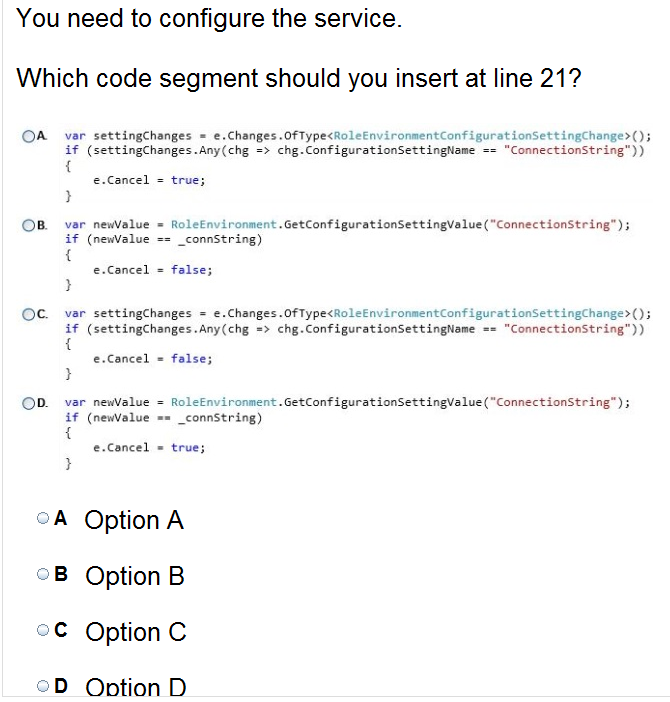 You need to configure the service.
Which code segment should you insert at line 21?
A. var settingChanges = e.Changes.OfType<RoleEnvironmentConfigurationSettingChange>();
if (settingChanges.Any(chg => chg.ConfigurationSettingName == "ConnectionString"))
{
e.Cancel = true;
}
B. var newValue = RoleEnvironment.GetConfigurationSettingValue("ConnectionString");
if (newValue == _connString)
{
e.Cancel = false;
}
C. var settingChanges = e.Changes.OfType<RoleEnvironmentConfigurationSettingChange>();
if (settingChanges.Any(chg => chg.ConfigurationSettingName == "ConnectionString"))
{
e.Cancel = false;
}
D. var newValue = RoleEnvironment.GetConfigurationSettingValue("ConnectionString");
if (newValue == _connString)
{
e.Cancel = true;
}
A Option A
B Option B
C Option C
D Option D